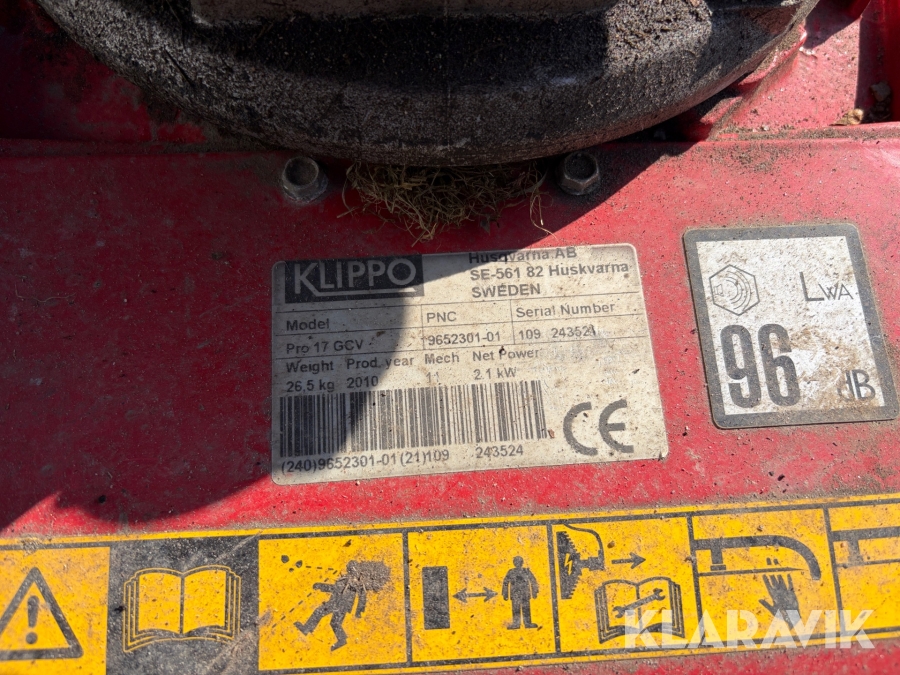 KLIPPO
Husqvarna AB
SE-561 82 Huskvarna
SWEDEN
Model
PNC
Serial Number
Pro 17 GCV
9652301-01
109 243524
Weight Prod. year Mech Net Power
26.5 kg 2010 11 2.1 kW
(240)9652301-01(21)109 243524
CE
LWA
96
dB
!
KLARAVIK